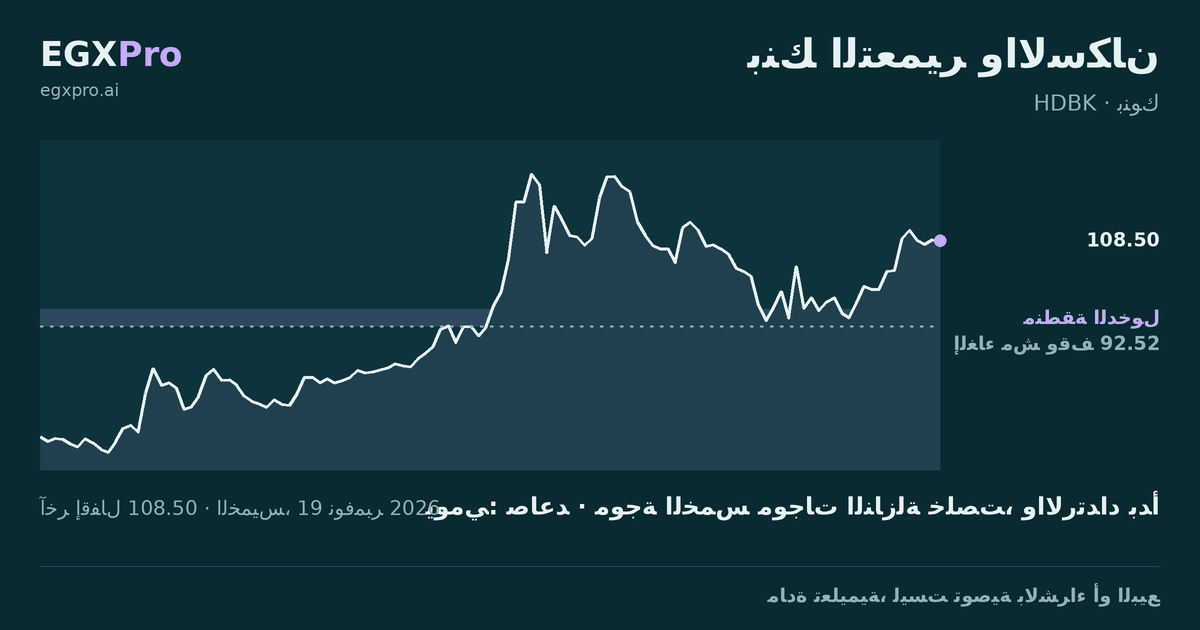 EGXPro
egxpro.ai
بنك التعمير والاسكان
HDBK · بنوك
108.50
منطقة الدخول
إلغاء مش وقف 92.52
آخر إقفال 108.50 · الخميس، 19 نوفمبر 2026
يومي: صاعد · موجة الخمس موجات النازلة خلصت، والارتداد بدأ
مادة تعليمية، ليست توصية بالشراء أو البيع